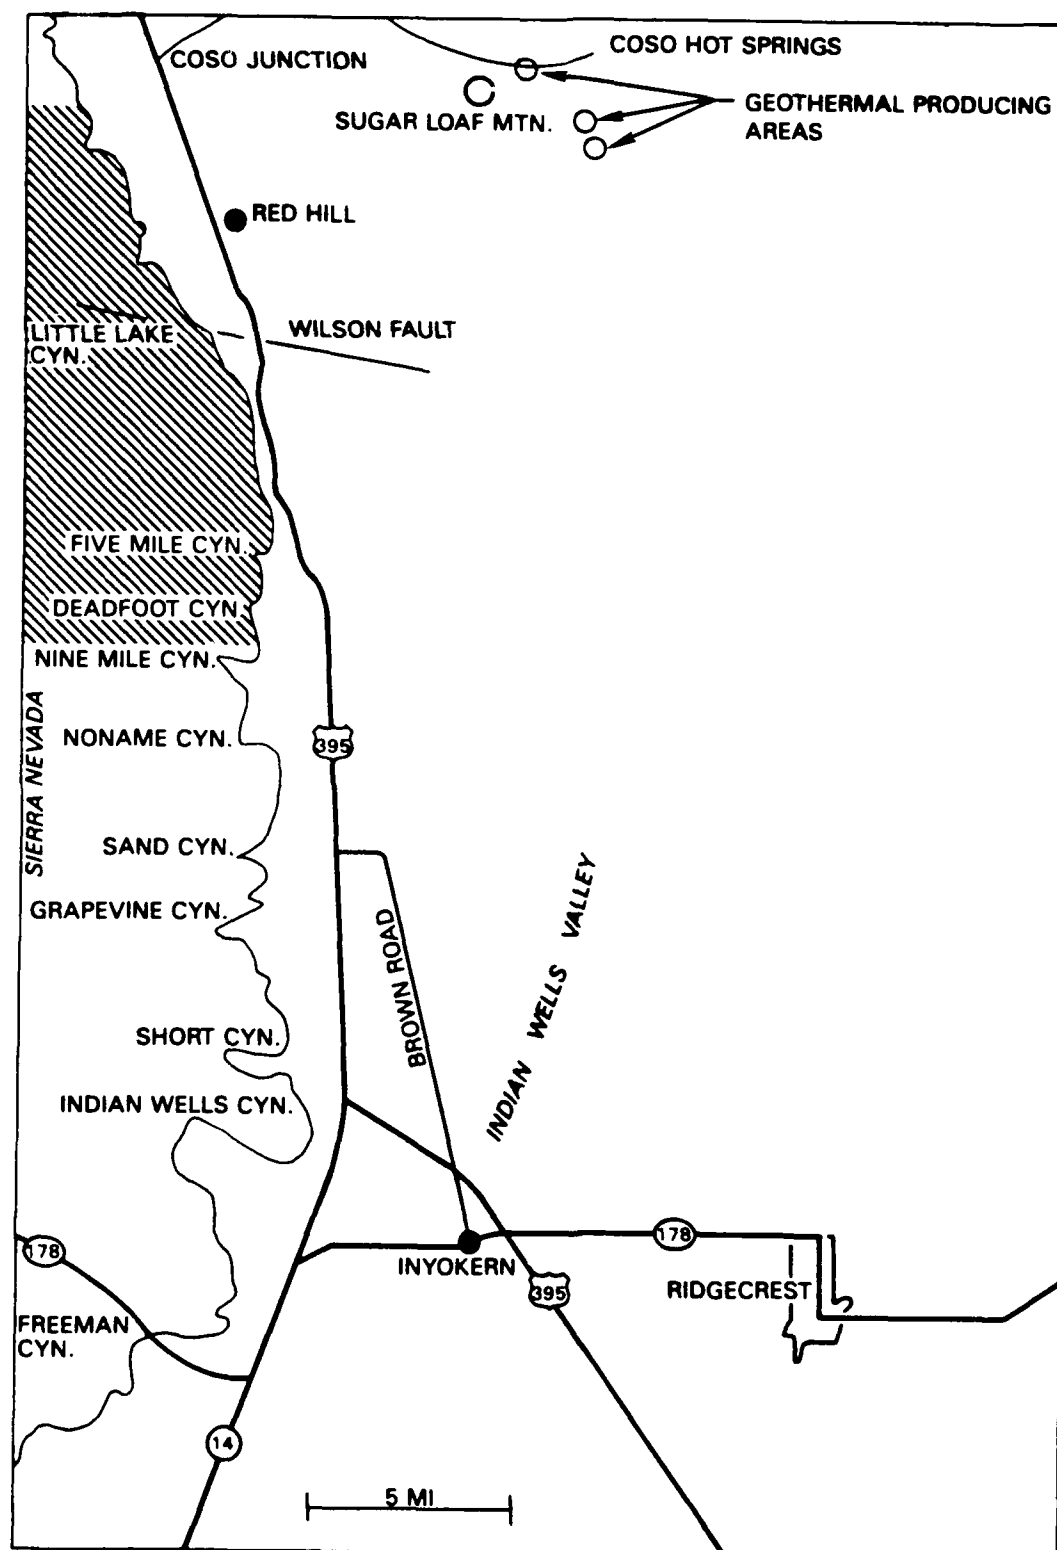 COSO JUNCTION
COSO HOT SPRINGS
SUGAR LOAF MTN.
GEOTHERMAL PRODUCING
AREAS
RED HILL
WILSON FAULT
LITTLE LAKE
CYN.
FIVE MILE CYN.
DEADFOOT CYN
NINE MILE CYN.
SIERRA NEVADA
NONAME CYN.
395
SAND CYN.
GRAPEVINE CYN.
BROWN ROAD
INDIAN WELLS VALLEY
SHORT CYN.
INDIAN WELLS CYN.
178
INYOKERN
178
395
RIDGECREST
FREEMAN
CYN.
14
5 MI